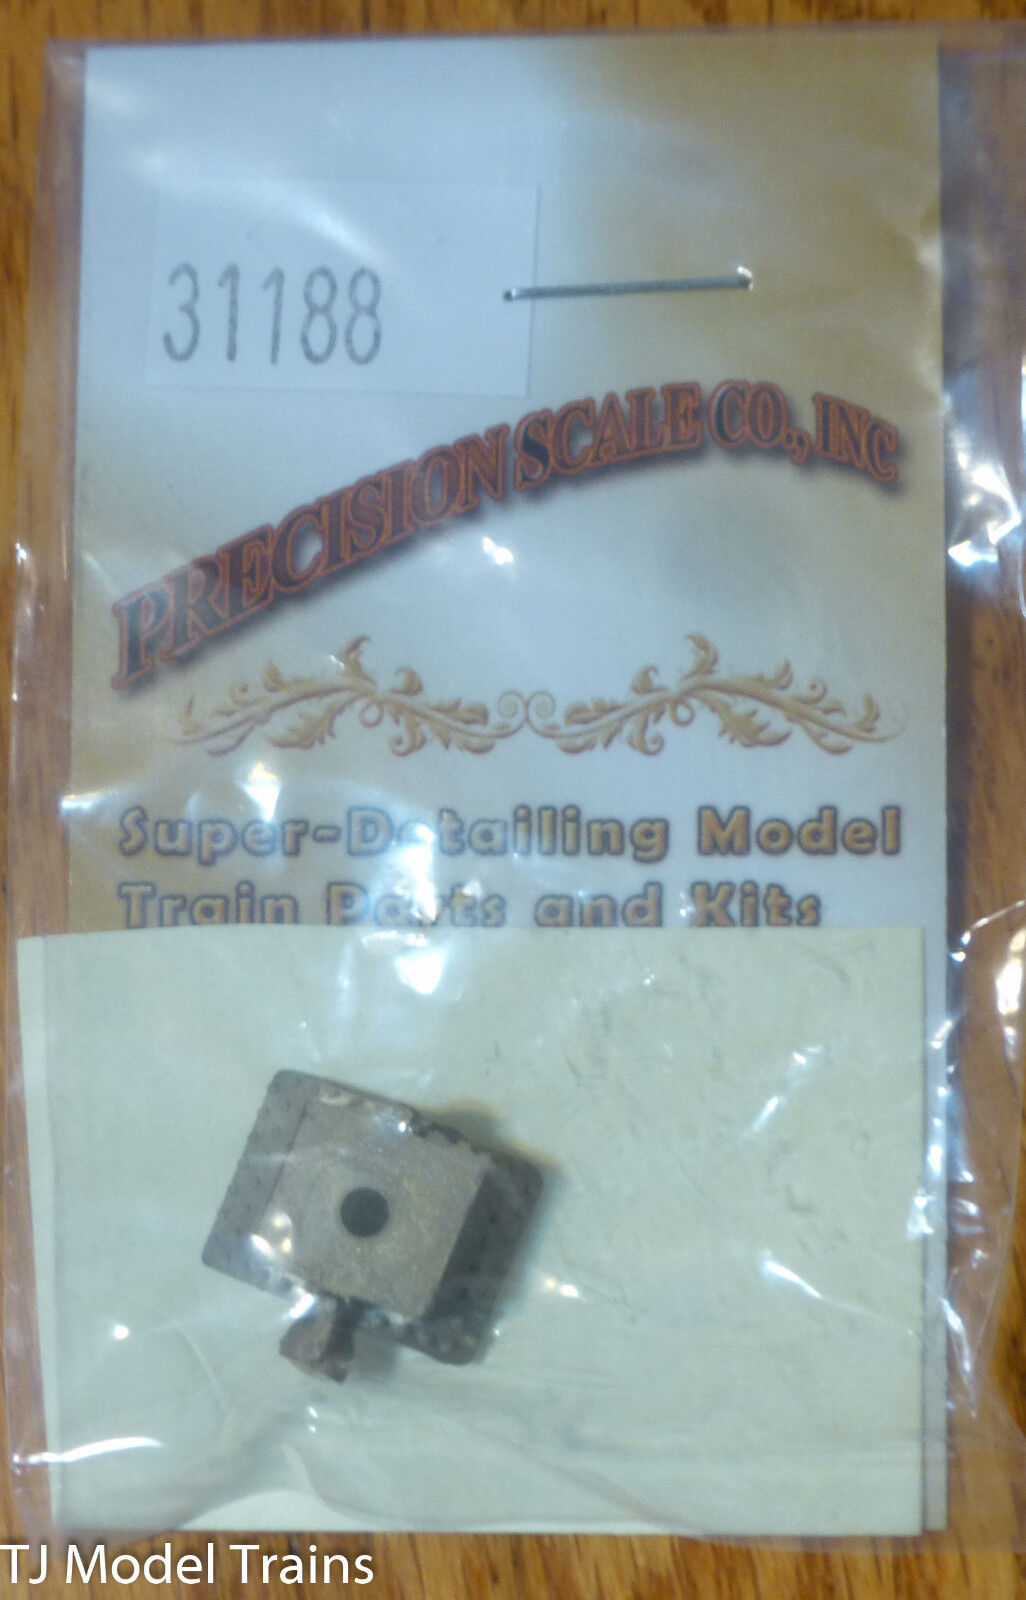 31188
PRECISION SCALE CO., INC
Super-Detailing Model
Train Parts and Kits
TJ Model Trains